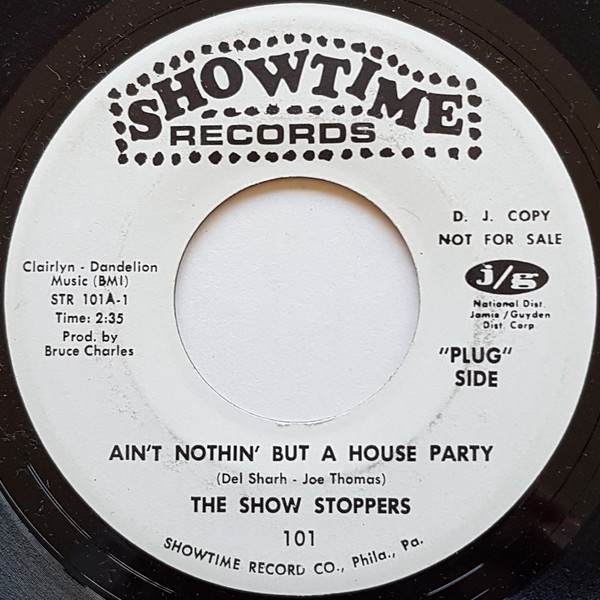 SHOWTIME
RECORDS
D. J. COPY
NOT FOR SALE
j/g
National Dist.
Jamie/Guyden
Dist. Corp
"PLUG"
SIDE
Clairlyn - Dandelion
Music (BMI)
STR 101A-1
Time: 2:35
Prod. by
Bruce Charles
AIN'T NOTHIN' BUT A HOUSE PARTY
(Del Sharh - Joe Thomas)
THE SHOW STOPPERS
101
SHOWTIME RECORD CO., Phila., Pa.